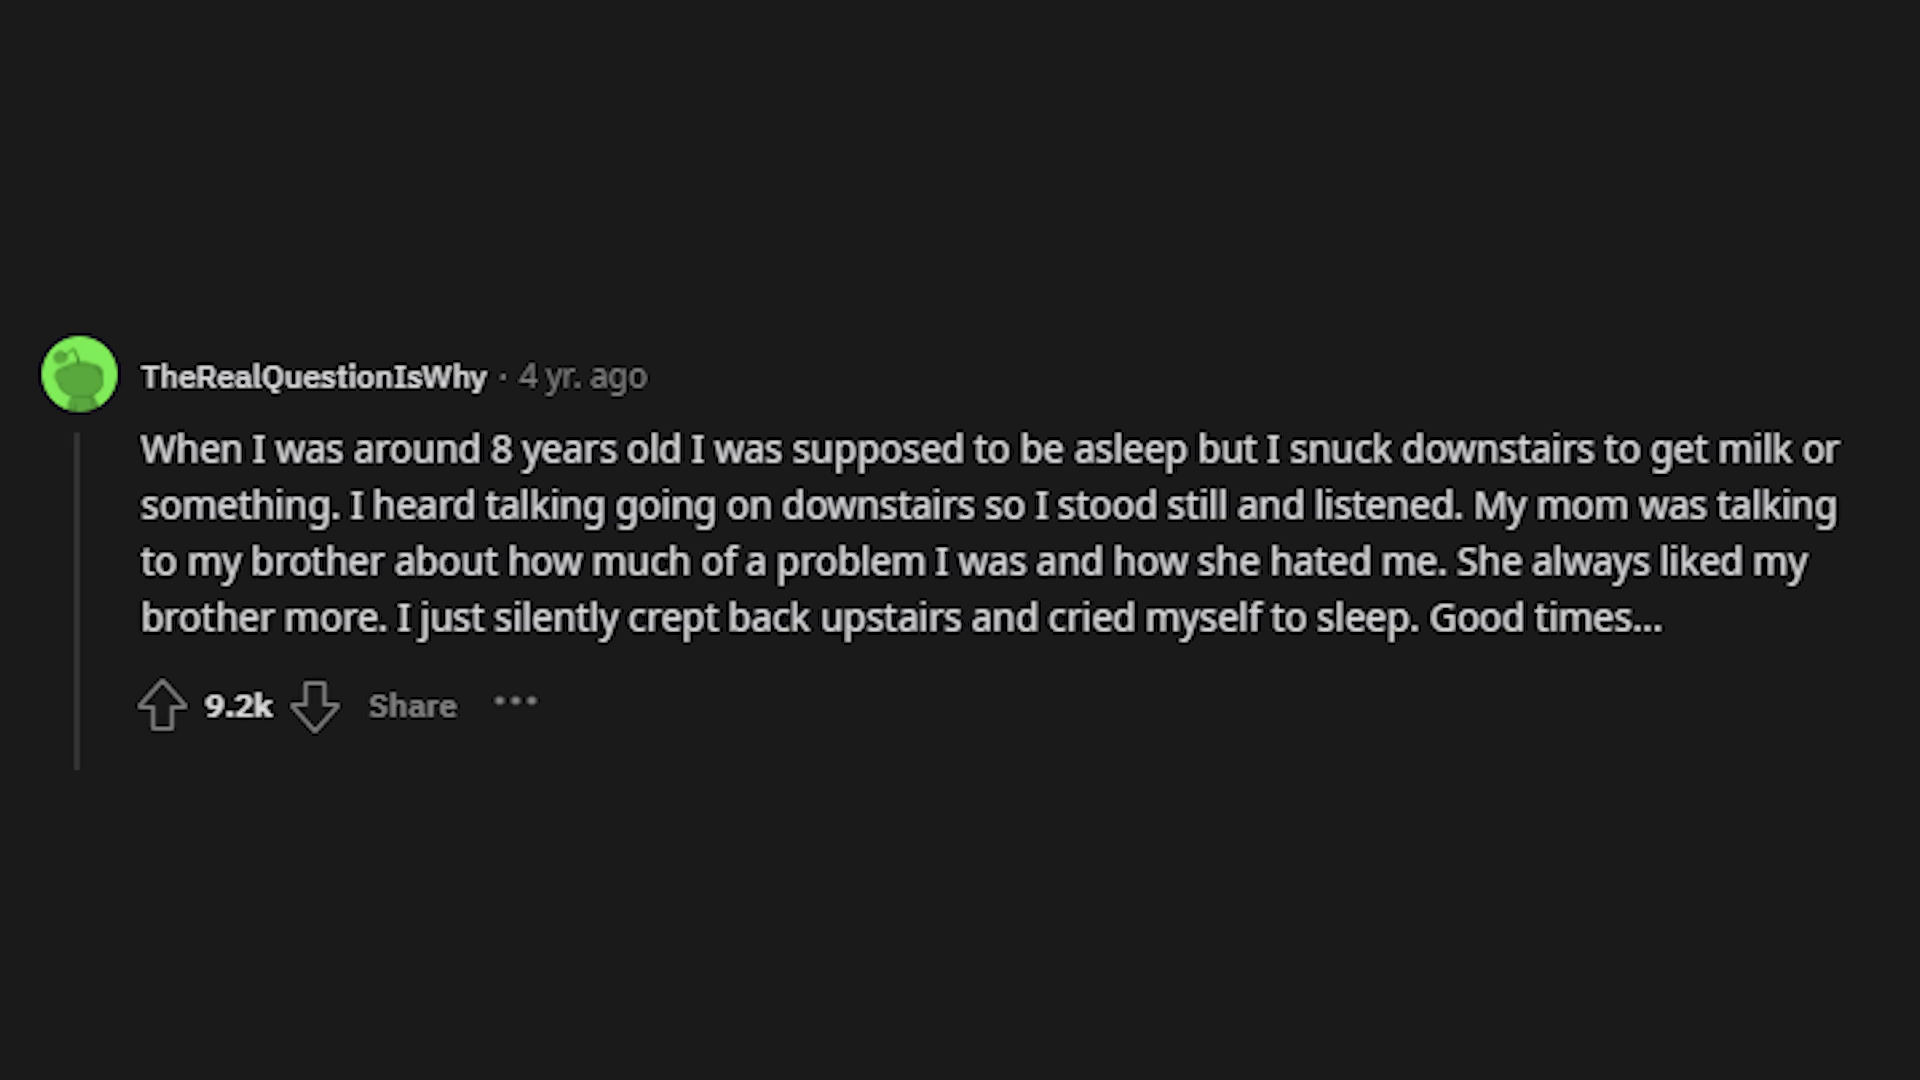 TheRealQuestionIsWhy · 4 yr. ago
When I was around 8 years old I was supposed to be asleep but I snuck downstairs to get milk or
something. I heard talking going on downstairs so I stood still and listened. My mom was talking
to my brother about how much of a problem I was and how she hated me. She always liked my
brother more. I just silently crept back upstairs and cried myself to sleep. Good times...
9.2k Share ...